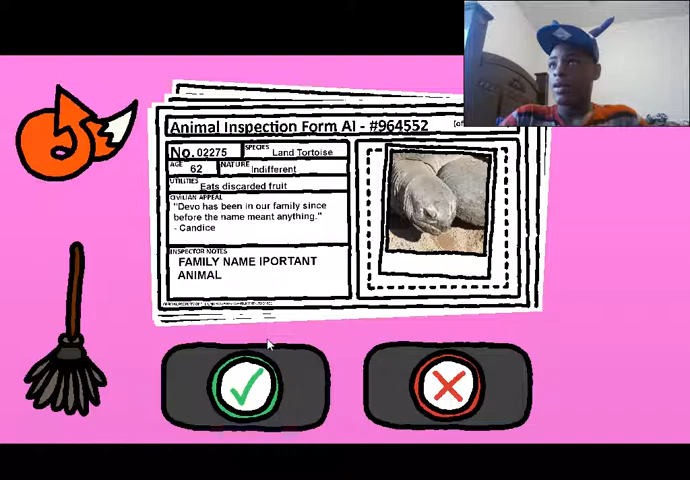 Animal Inspection Form AI - #964552
No. 02275 SPECIES Land Tortoise
AGE 62 NATURE Indifferent
UTILITIES Eats discarded fruit
CIVILIAN APPEAL
"Devo has been in our family since
before the name meant anything."
- Candice
INSPECTOR NOTES
FAMILY NAME IPORTANT
ANIMAL